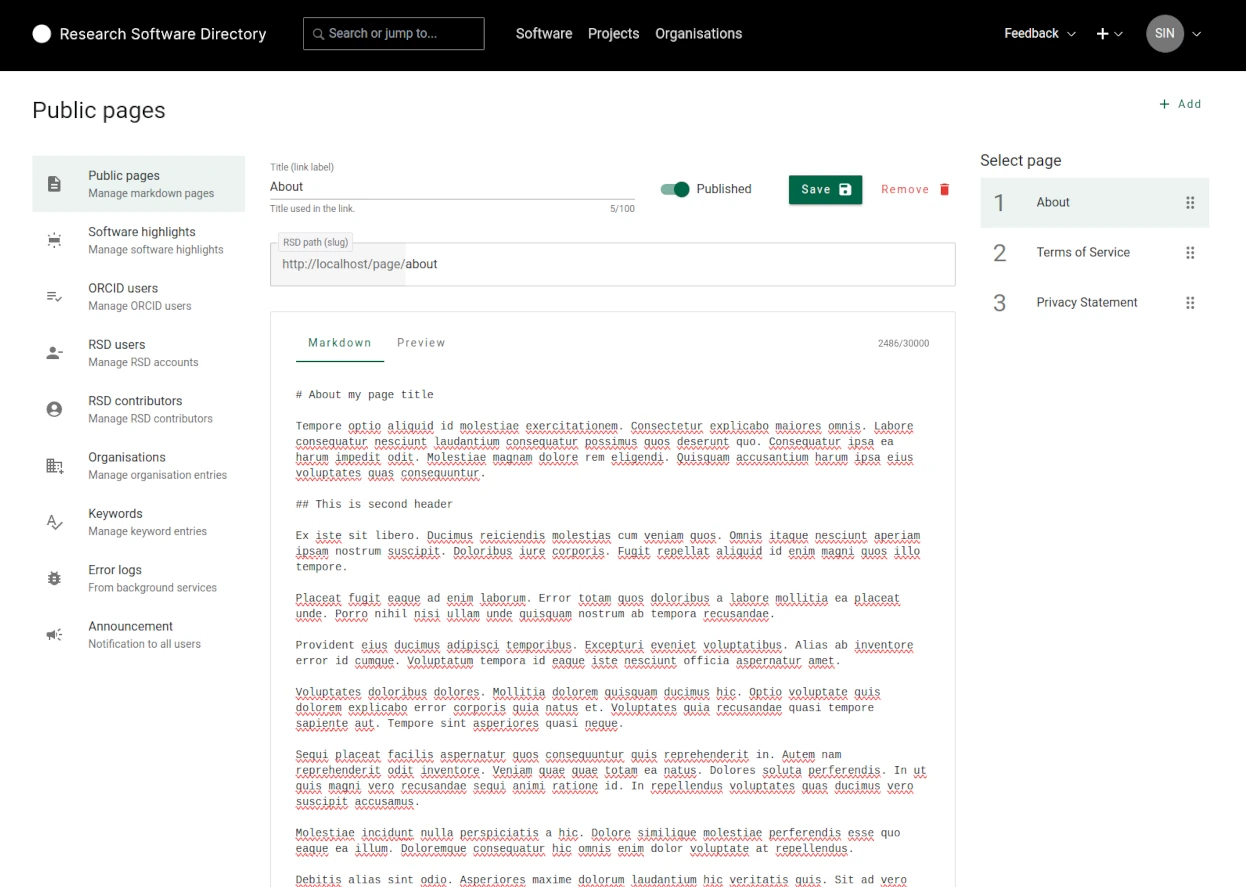 Research Software Directory
Search or jump to...
Software Projects Organisations
Feedback
SIN
Public pages
+ Add
Public pages
Manage markdown pages
Software highlights
Manage software highlights
ORCID users
Manage ORCID users
RSD users
Manage RSD accounts
RSD contributors
Manage RSD contributors
Organisations
Manage organisation entries
Keywords
Manage keyword entries
Error logs
From background services
Announcement
Notification to all users
Title (link label)
About
Title used in the link. 5/100
Published
Save
Remove
RSD path (slug)
http://localhost/page/about
Markdown Preview 2486/30000
# About my page title
Tempore optio aliquid id molestiae exercitationem. Consectetur explicabo maiores omnis. Labore
consequatur nesciunt laudantium consequatur possimus quos deserunt quo. Consequatur ipsa ea
harum impedit odit. Molestiae magnam dolore rem eligendi. Quisquam accusantium harum ipsa eius
voluptates quas consequuntur.
## This is second header
Ex iste sit libero. Ducimus reiciendis molestias cum veniam quos. Omnis itaque nesciunt aperiam
ipsam nostrum suscipit. Doloribus iure corporis. Fugit repellat aliquid id enim magni quos illo
tempore.
Placeat fugit eaque ad enim laborum. Error totam quos doloribus a labore mollitia ea placeat
unde. Porro nihil nisi ullam unde quisquam nostrum ab tempora recusandae.
Provident eius ducimus adipisci temporibus. Excepturi eveniet voluptatibus. Alias ab inventore
error id cumque. Voluptatum tempora id eaque iste nesciunt officia aspernatur amet.
Voluptates doloribus dolores. Mollitia dolorem quisquam ducimus hic. Optio voluptate quis
dolorem explicabo error corporis quia natus et. Voluptates quia recusandae quasi tempore
sapiente aut. Tempore sint asperiores quasi neque.
Sequi placeat facilis aspernatur quos consequuntur quis reprehenderit in. Autem nam
reprehenderit odit inventore. Veniam quae quae totam ea natus. Dolores soluta perferendis. In ut
quis magni vero recusandae sequi animi ratione id. In repellendus voluptates quas ducimus vero
suscipit accusamus.
Molestiae incidunt nulla perspiciatis a hic. Dolore similique molestiae perferendis esse quo
eaque ea illum. Doloremque consequatur hic omnis enim dolor voluptate at repellendus.
Debitis alias sint odio. Asperiores maxime dolorum laudantium hic veritatis quis. Sit ad vero
Select page
1 About
2 Terms of Service
3 Privacy Statement